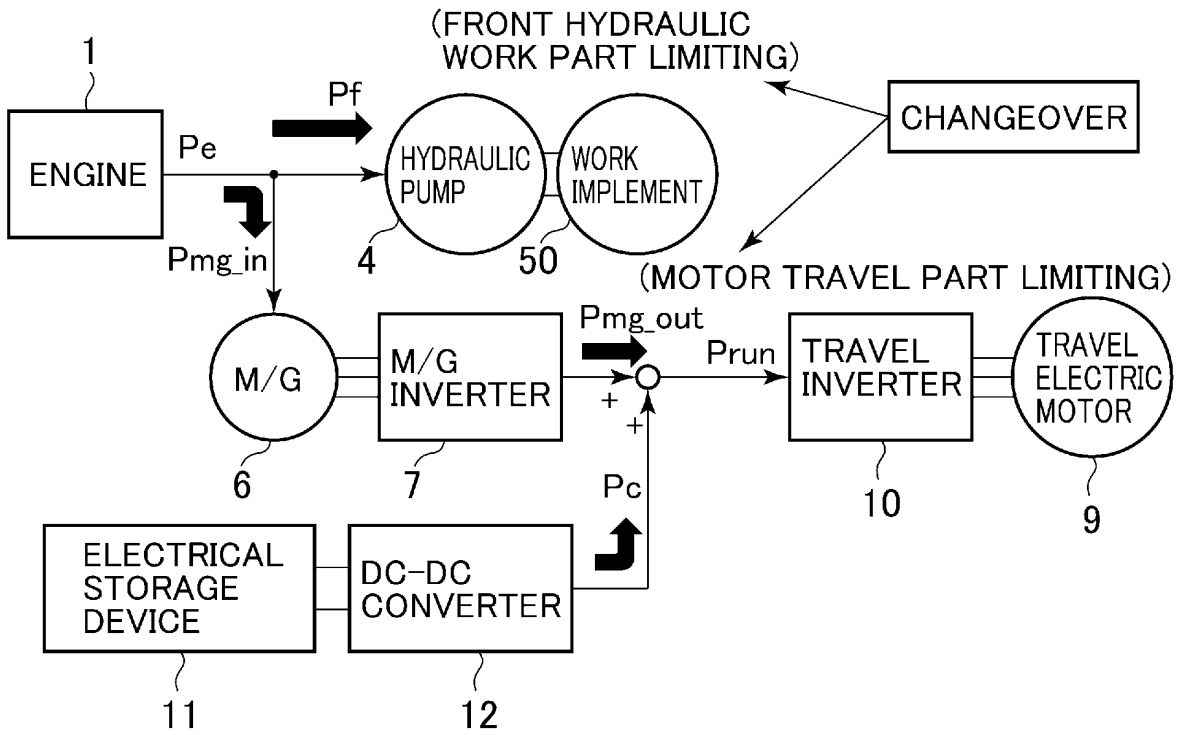 (FRONT HYDRAULIC
WORK PART LIMITING)
1
Pf
CHANGEOVER
Pe
ENGINE
HYDRAULIC
PUMP
WORK
IMPLEMENT
Pmg_in
4
50
(MOTOR TRAVEL PART LIMITING)
Pmg_out
Prun
M/G
M/G
INVERTER
TRAVEL
INVERTER
TRAVEL
ELECTRIC
MOTOR
+
+
6
7
Pc
10
9
ELECTRICAL
STORAGE
DEVICE
DC-DC
CONVERTER
11
12